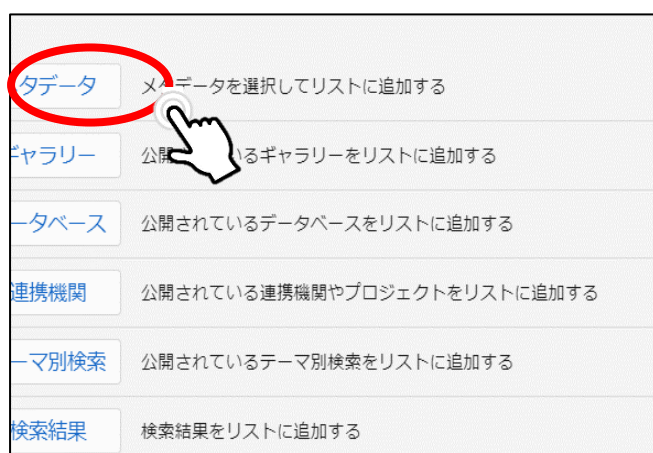 タデータ メタデータを選択してリストに追加する
ギャラリー 公開されているギャラリーをリストに追加する
ータベース 公開されているデータベースをリストに追加する
連携機関 公開されている連携機関やプロジェクトをリストに追加する
ーマ別検索 公開されているテーマ別検索をリストに追加する
検索結果 検索結果をリストに追加する